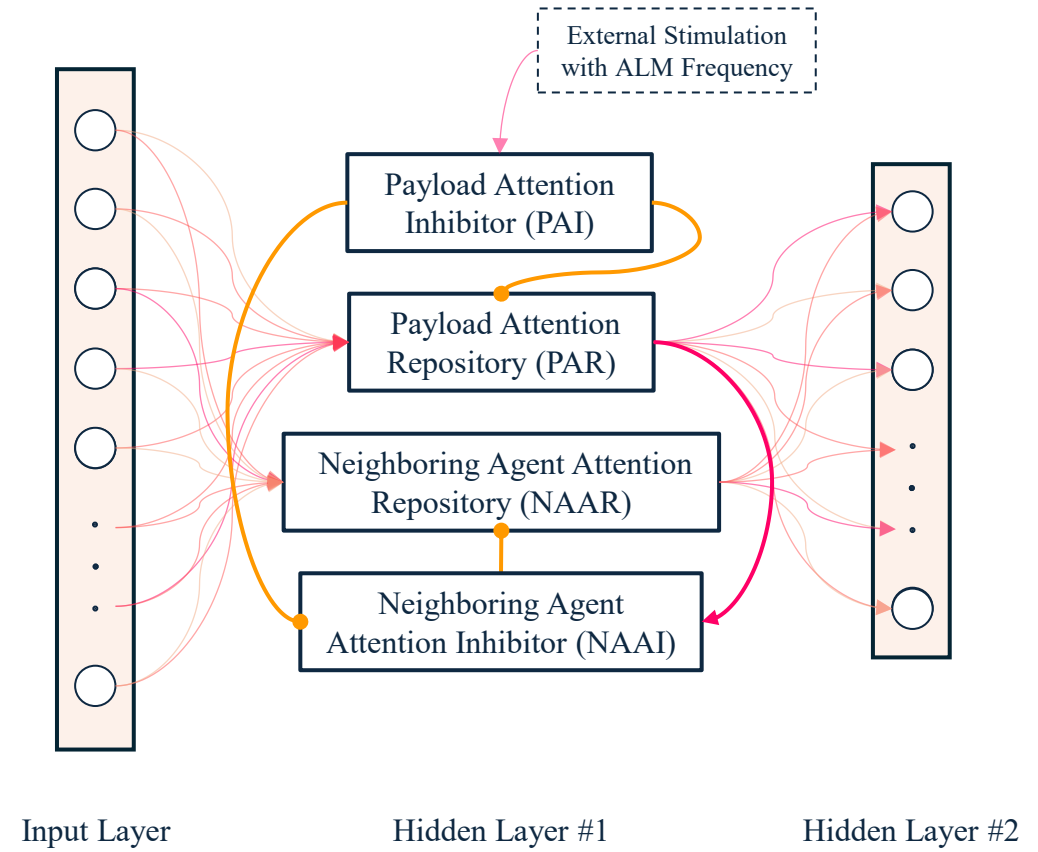 External Stimulation
with ALM Frequency
Payload Attention
Inhibitor (PAI)
Payload Attention
Repository (PAR)
Neighboring Agent Attention
Repository (NAAR)
Neighboring Agent
Attention Inhibitor (NAAI)
Input Layer
Hidden Layer #1
Hidden Layer #2